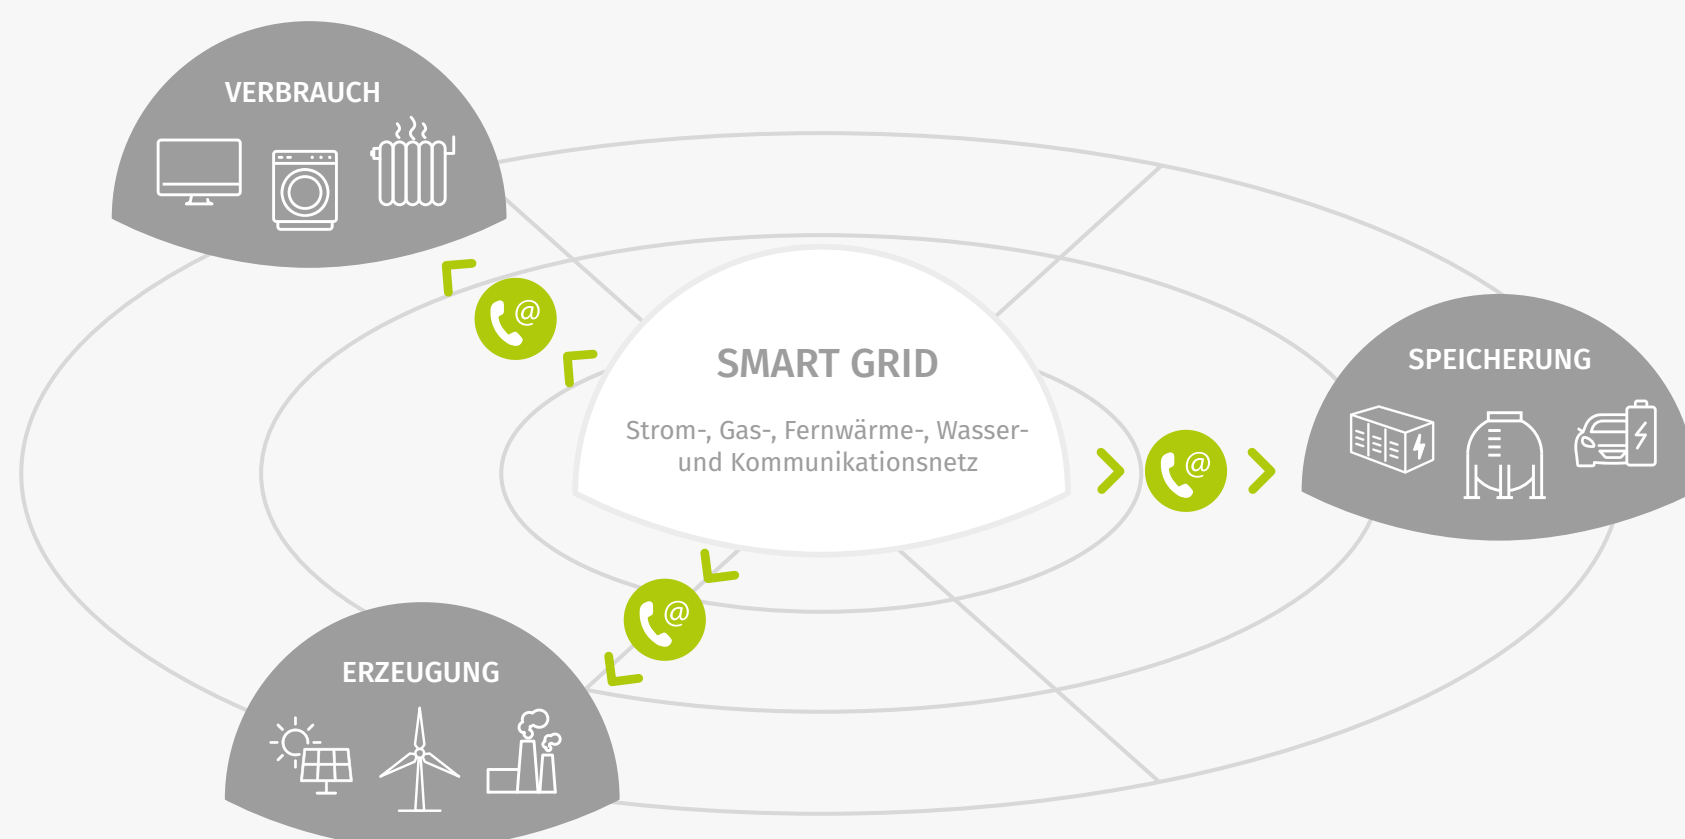 VERBRAUCH
SMART GRID
Strom-, Gas-, Fernwärme-, Wasser-
und Kommunikationsnetz
@
@
@
SPEICHERUNG
ERZEUGUNG